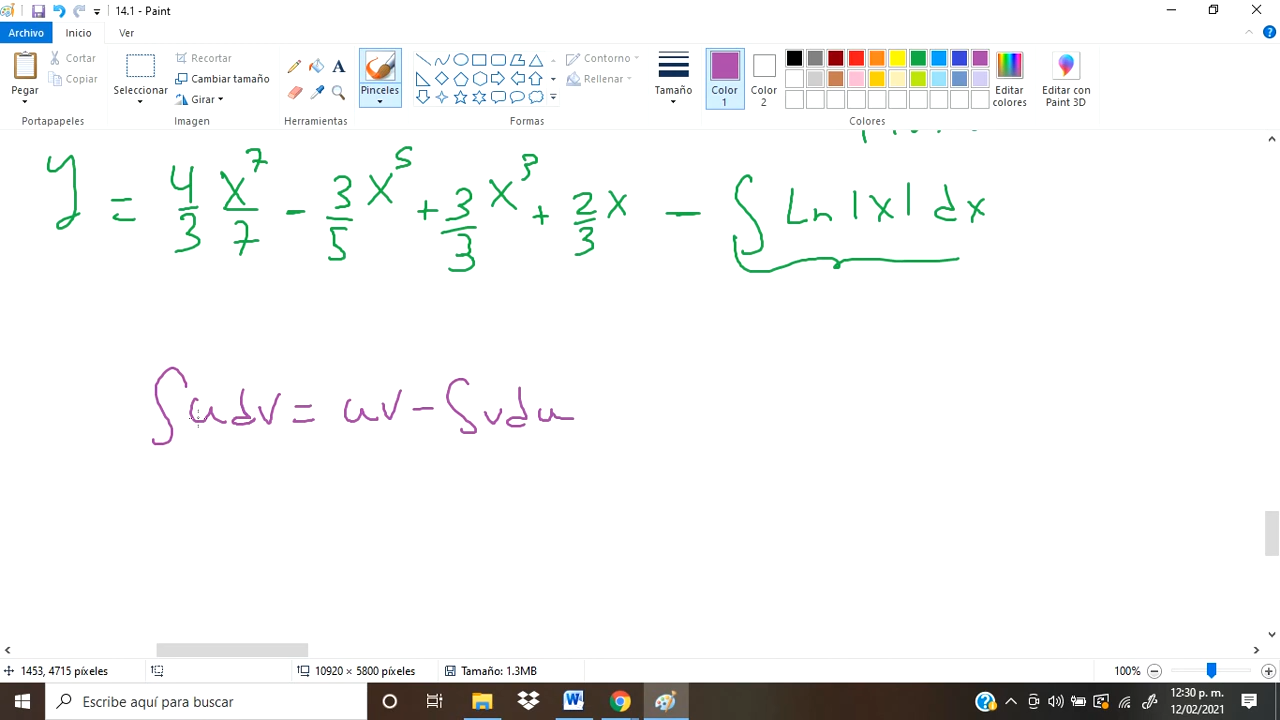 14.1 - Paint
Archivo Inicio Ver
Pegar
Cortar
Copiar
Portapapeles
Seleccionar
Recortar
Cambiar tamaño
Girar
Imagen
A
Herramientas
Pinceles
Contorno
Rellenar
Formas
Tamaño
Color 1
Color 2
Editar colores
Editar con Paint 3D
Colores
y = 4/3 x^7/7 - 3/5 x^5 + 3/3 x^3 + 2/3 x - ∫ Ln |x| dx
∫ u dv = uv - ∫ v du
1453, 4715 píxeles 10920 × 5800 píxeles Tamaño: 1.3MB 100%
Escribe aquí para buscar
12:30 p. m.
12/02/2021